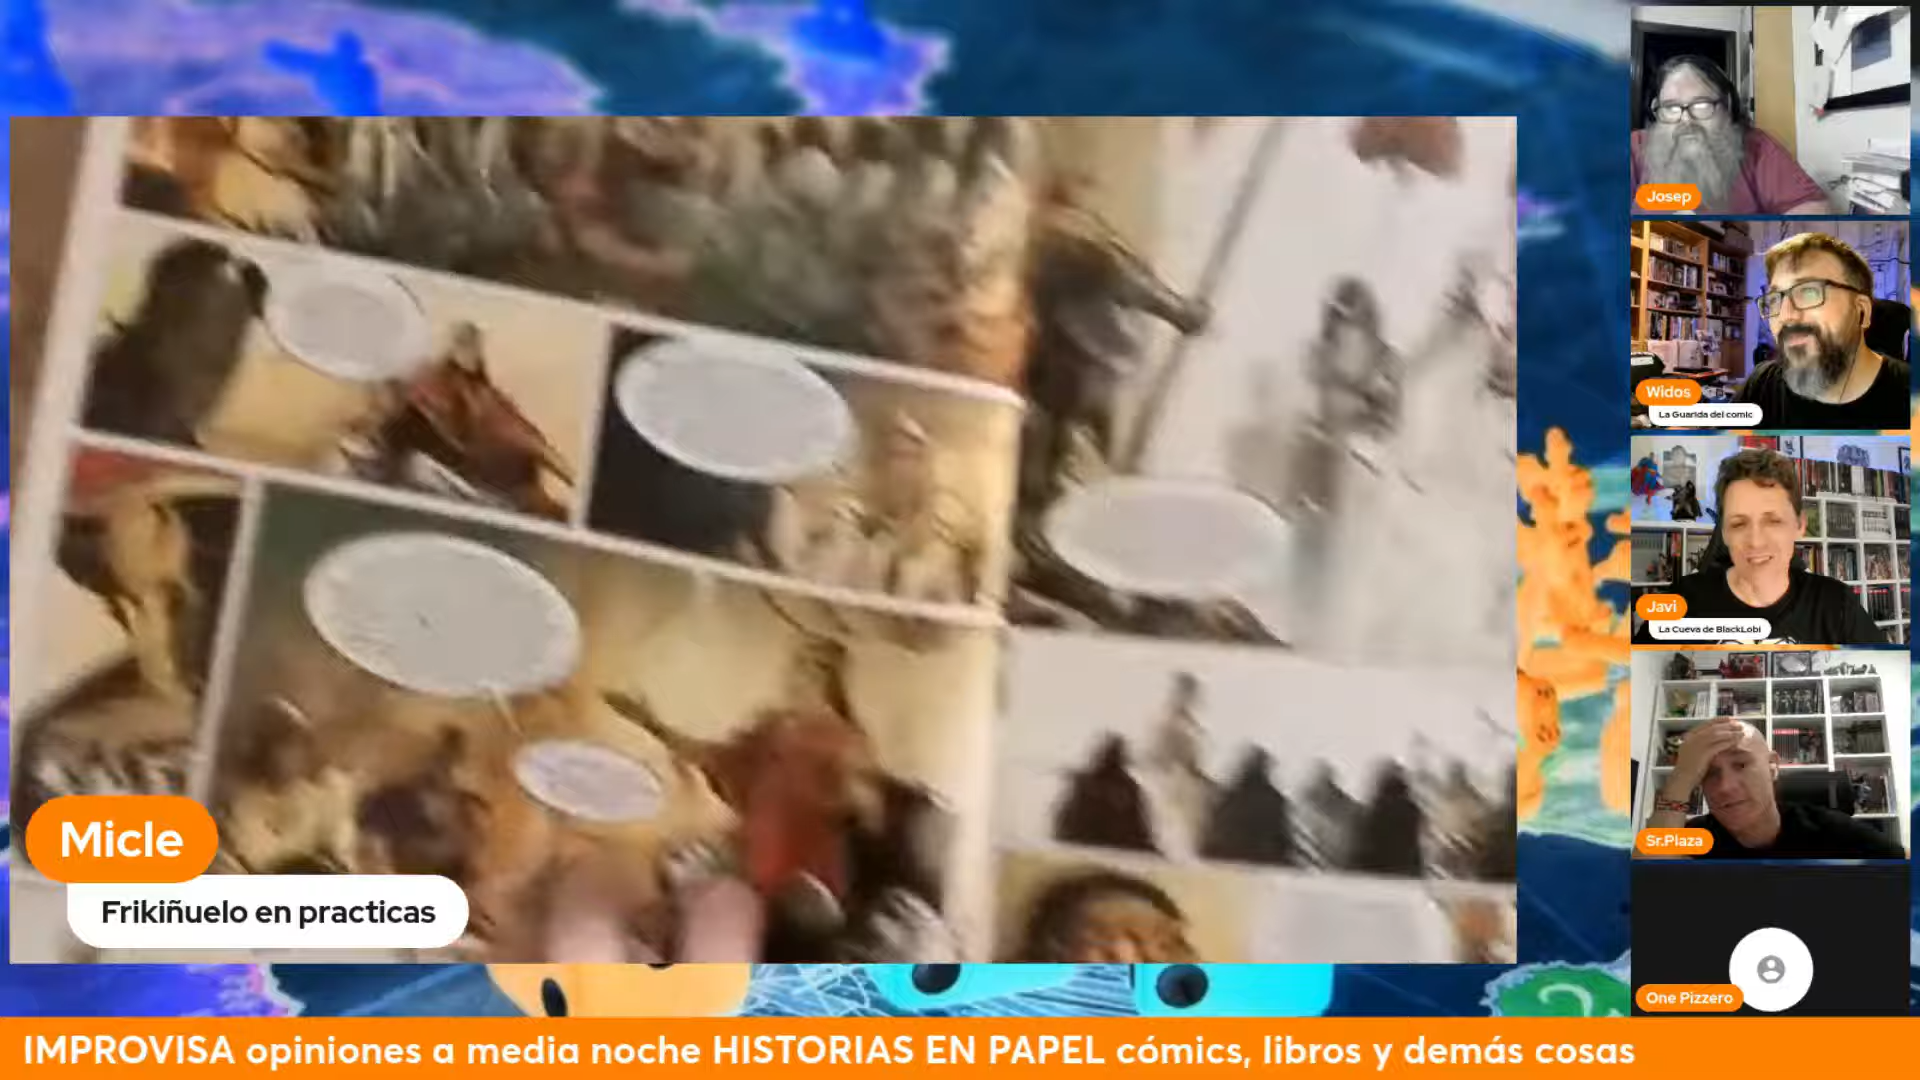 Josep
Widos
La Guarida del comic
Javi
La Cueva de BlackLobi
Sr.Plaza
One Pizzero
Micle
Frikiñuelo en practicas
IMPROVISA opiniones a media noche HISTORIAS EN PAPEL cómics, libros y demás cosas